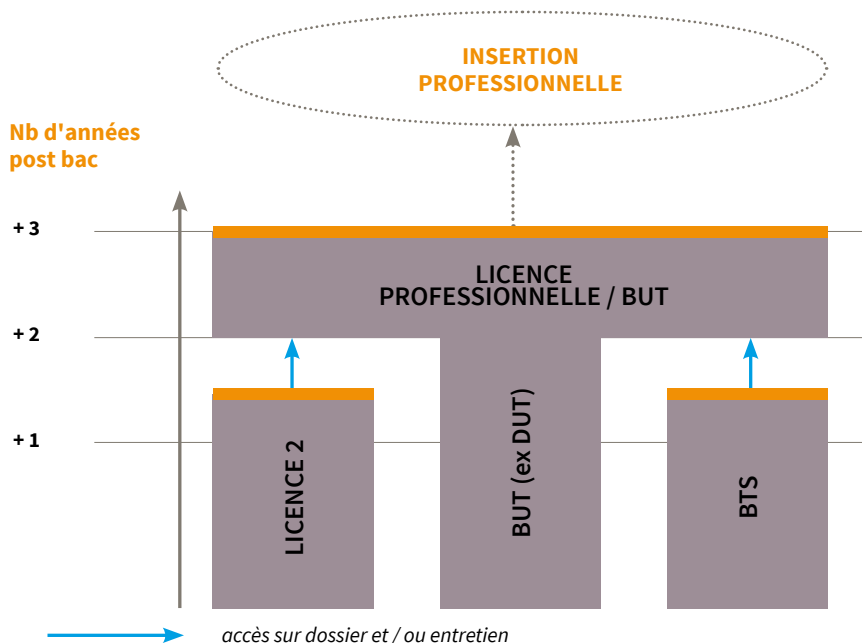 INSERTION
PROFESSIONNELLE
Nb d'années
post bac
+ 3
LICENCE
PROFESSIONNELLE / BUT
+ 2
+ 1
LICENCE 2
BUT (ex DUT)
BTS
accès sur dossier et / ou entretien